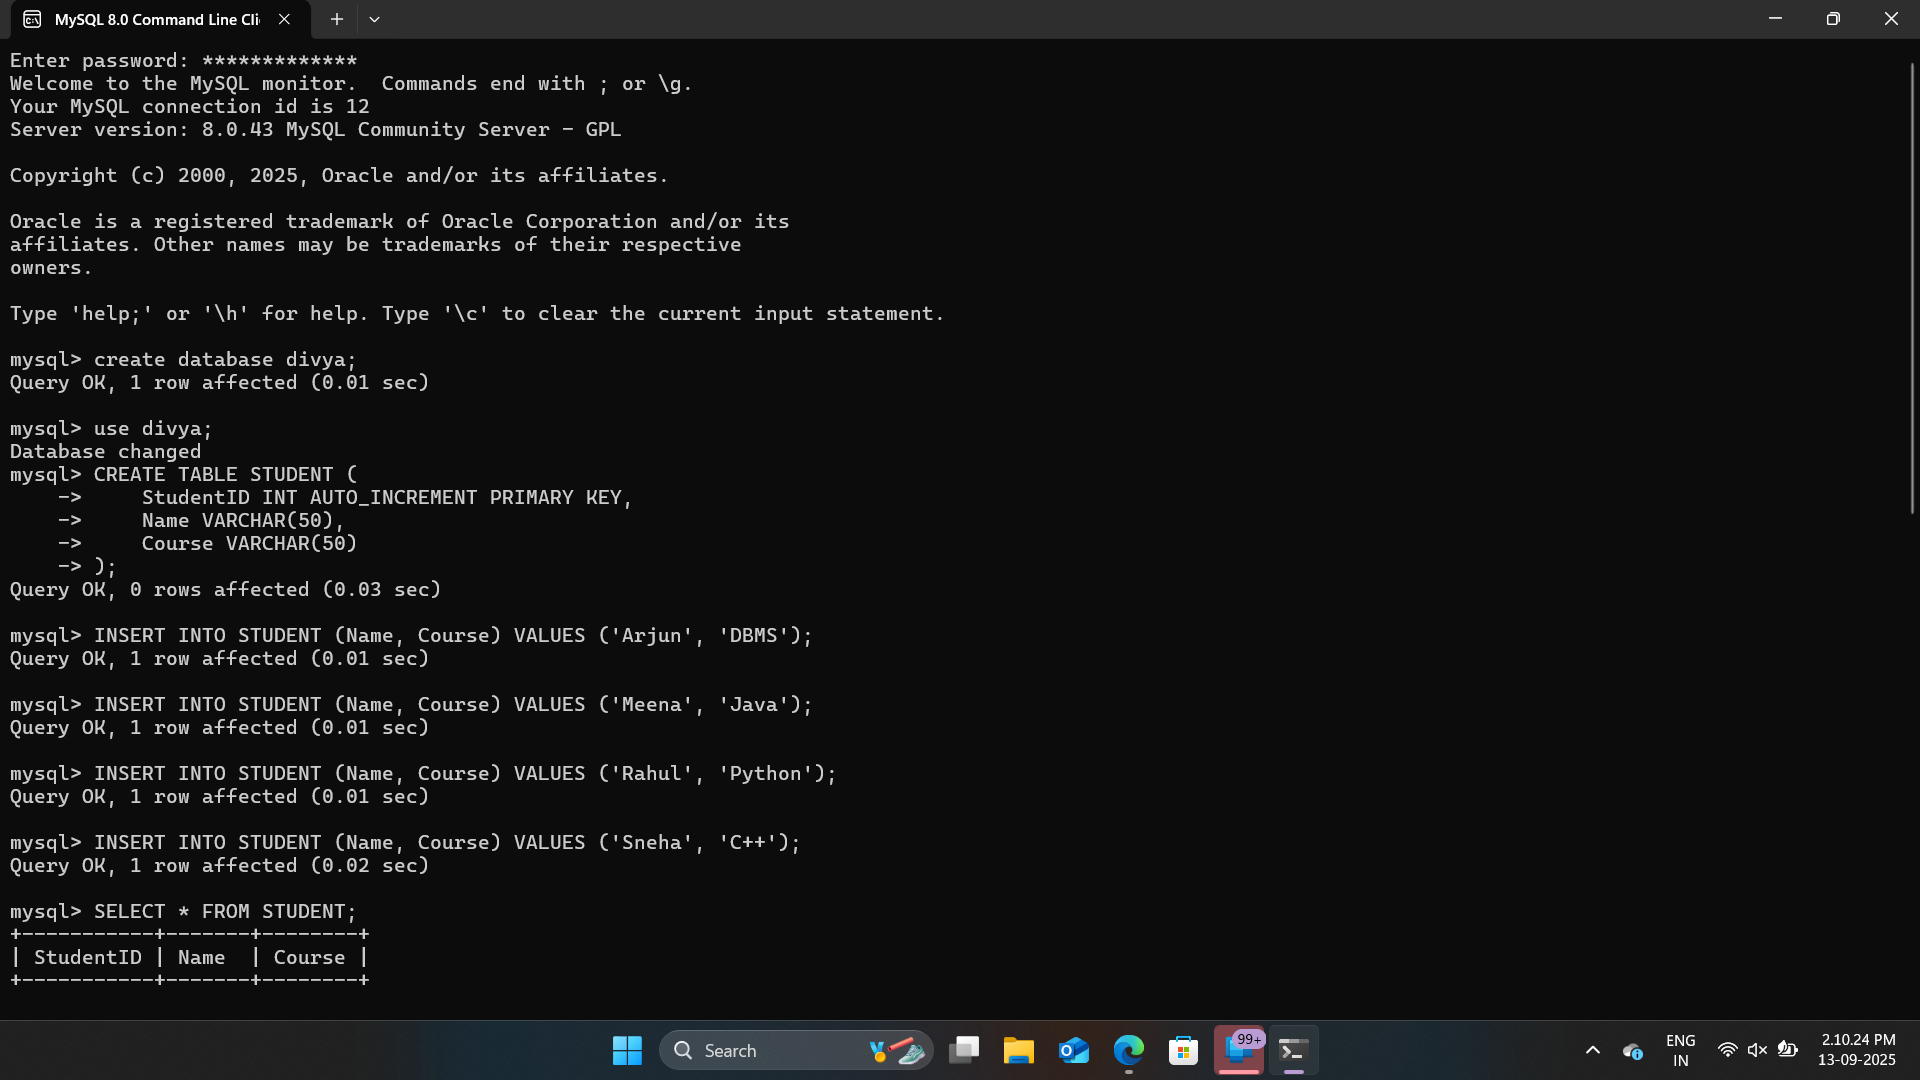 MySQL 8.0 Command Line Cli
Enter password: *************
Welcome to the MySQL monitor.  Commands end with ; or \g.
Your MySQL connection id is 12
Server version: 8.0.43 MySQL Community Server - GPL

Copyright (c) 2000, 2025, Oracle and/or its affiliates.

Oracle is a registered trademark of Oracle Corporation and/or its
affiliates. Other names may be trademarks of their respective
owners.

Type 'help;' or '\h' for help. Type '\c' to clear the current input statement.

mysql> create database divya;
Query OK, 1 row affected (0.01 sec)

mysql> use divya;
Database changed
mysql> CREATE TABLE STUDENT (
    ->     StudentID INT AUTO_INCREMENT PRIMARY KEY,
    ->     Name VARCHAR(50),
    ->     Course VARCHAR(50)
    -> );
Query OK, 0 rows affected (0.03 sec)

mysql> INSERT INTO STUDENT (Name, Course) VALUES ('Arjun', 'DBMS');
Query OK, 1 row affected (0.01 sec)

mysql> INSERT INTO STUDENT (Name, Course) VALUES ('Meena', 'Java');
Query OK, 1 row affected (0.01 sec)

mysql> INSERT INTO STUDENT (Name, Course) VALUES ('Rahul', 'Python');
Query OK, 1 row affected (0.01 sec)

mysql> INSERT INTO STUDENT (Name, Course) VALUES ('Sneha', 'C++');
Query OK, 1 row affected (0.02 sec)

mysql> SELECT * FROM STUDENT;
+-----------+-------+--------+
| StudentID | Name  | Course |
+-----------+-------+--------+
Search
99+
ENG
IN
2.10.24 PM
13-09-2025